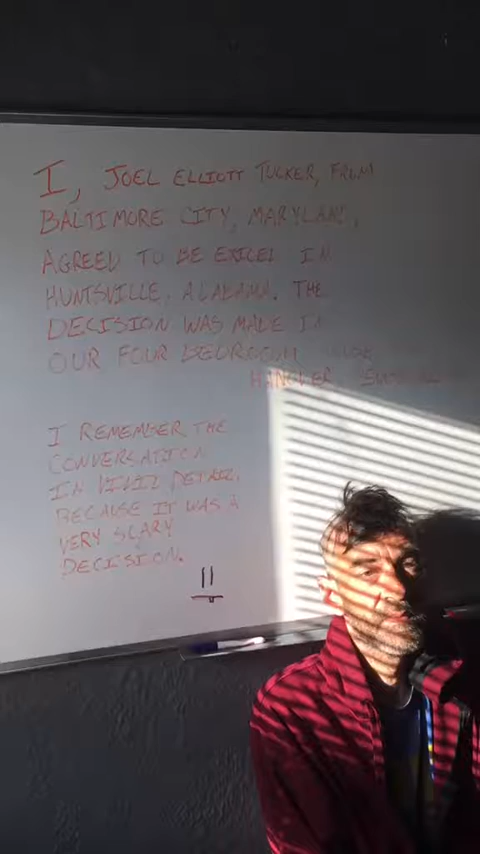 I, JOEL ELLIOTT TUCKER, FROM
BALTIMORE CITY, MARYLAND,
AGREED TO BE EXILED IN
HUNTSVILLE, ALABAMA. THE
DECISION WAS MADE IN
OUR FOUR BEDROOM
HANOVER,
I REMEMBER THE
CONVERSATION
IN VIVID DETAIL,
BECAUSE IT WAS A
VERY SCARY
DECISION.